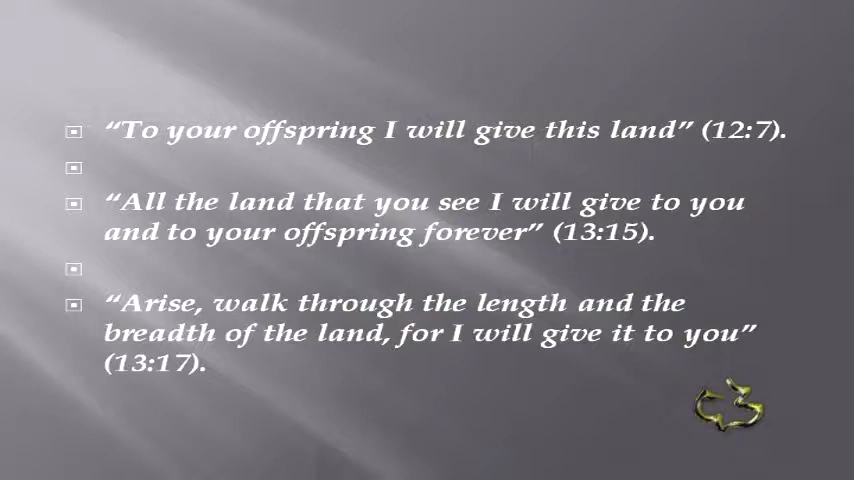 “To your offspring I will give this land” (12:7).
“All the land that you see I will give to you
and to your offspring forever” (13:15).
“Arise, walk through the length and the
breadth of the land, for I will give it to you”
(13:17).